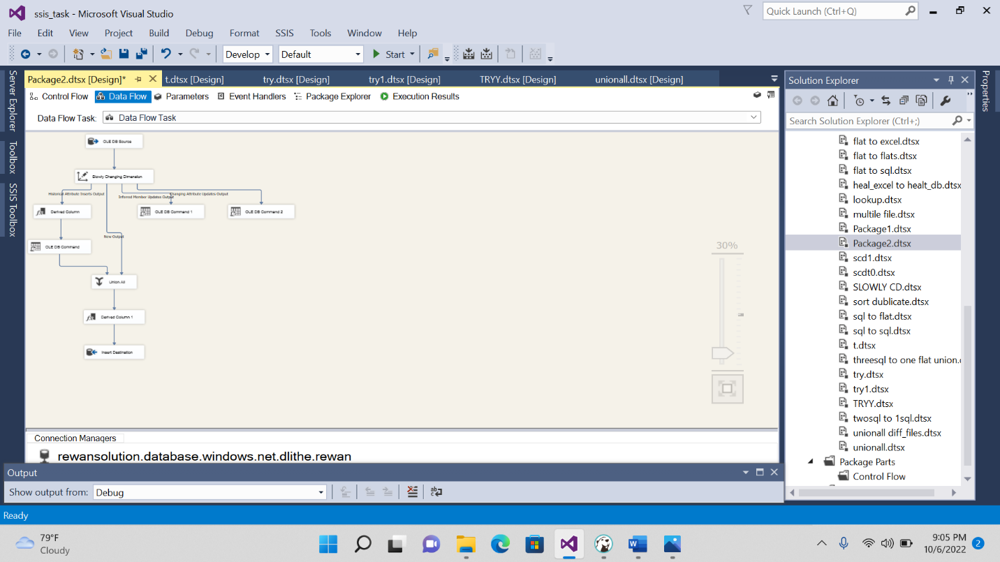 ssis_task - Microsoft Visual Studio
Quick Launch (Ctrl+Q)
File Edit View Project Build Debug Format SSIS Tools Window Help
Develop Default Start
Server Explorer
Toolbox
SSIS Toolbox
Package2.dtsx [Design]* t.dtsx [Design] try.dtsx [Design] try1.dtsx [Design] TRYY.dtsx [Design] unionall.dtsx [Design]
Control Flow Data Flow Parameters Event Handlers Package Explorer Execution Results
Data Flow Task: Data Flow Task
OLE DB Source
Slowly Changing Dimension
Historical Attribute Inserts Output
Changing Attribute Updates Output
Inferred Member Updates Output
Derived Column OLE DB Command 1 OLE DB Command 2
New Output
OLE DB Command
Union All
Derived Column 1
Insert Destination
30%
Connection Managers
rewansolution.database.windows.net.dlithe.rewan
Output
Show output from: Debug
Solution Explorer
Search Solution Explorer (Ctrl+;)
flat to excel.dtsx
flat to flats.dtsx
flat to sql.dtsx
heal_excel to healt_db.dtsx
lookup.dtsx
multile file.dtsx
Package1.dtsx
Package2.dtsx
scd1.dtsx
scdt0.dtsx
SLOWLY CD.dtsx
sort dublicate.dtsx
sql to flat.dtsx
sql to sql.dtsx
t.dtsx
threesql to one flat union.
try.dtsx
try1.dtsx
TRYY.dtsx
twosql to 1sql.dtsx
unionall diff_files.dtsx
unionall.dtsx
Package Parts
Control Flow
Properties
Ready
79°F
Cloudy
9:05 PM
10/6/2022
2